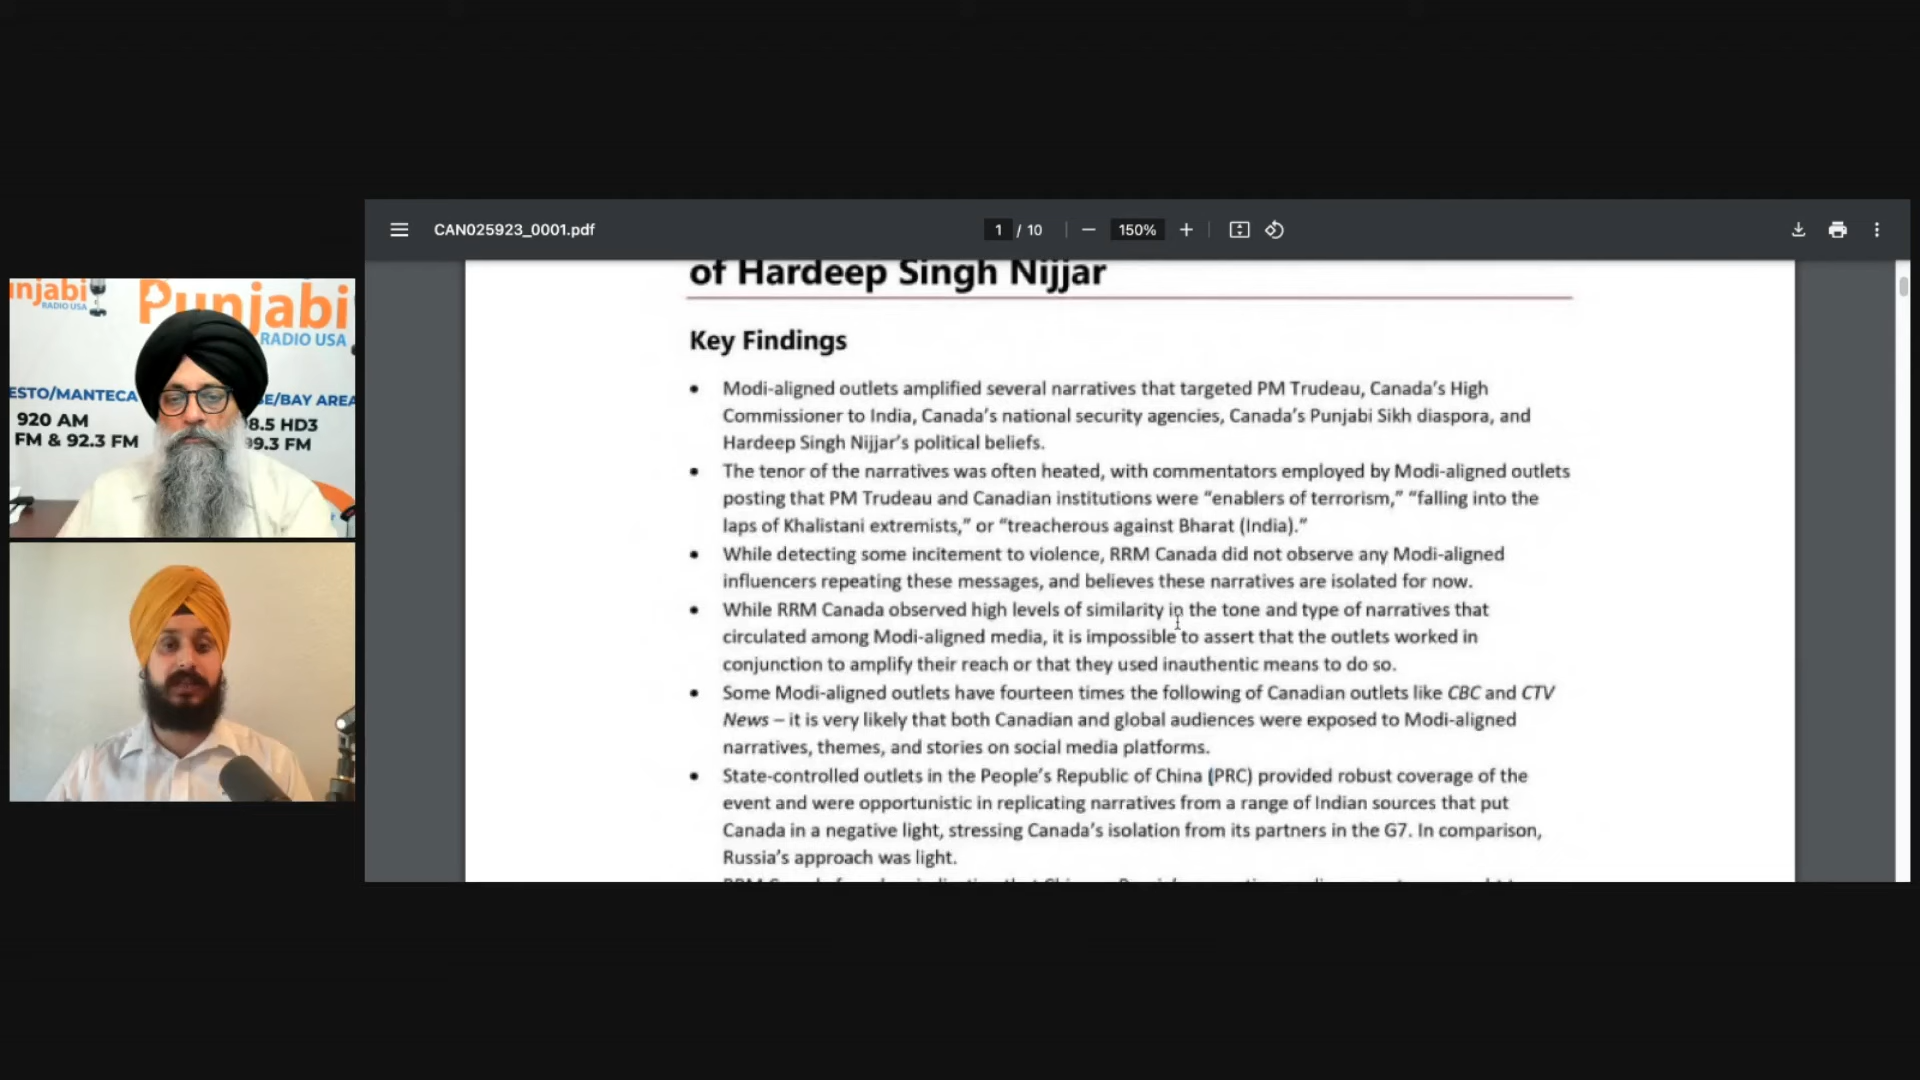 CAN025923_0001.pdf
1 / 10
150%
of Hardeep Singh Nijjar
Key Findings
• Modi-aligned outlets amplified several narratives that targeted PM Trudeau, Canada’s High
Commissioner to India, Canada’s national security agencies, Canada’s Punjabi Sikh diaspora, and
Hardeep Singh Nijjar’s political beliefs.
• The tenor of the narratives was often heated, with commentators employed by Modi-aligned outlets
posting that PM Trudeau and Canadian institutions were “enablers of terrorism,” “falling into the
laps of Khalistani extremists,” or “treacherous against Bharat (India).”
• While detecting some incitement to violence, RRM Canada did not observe any Modi-aligned
influencers repeating these messages, and believes these narratives are isolated for now.
• While RRM Canada observed high levels of similarity in the tone and type of narratives that
circulated among Modi-aligned media, it is impossible to assert that the outlets worked in
conjunction to amplify their reach or that they used inauthentic means to do so.
• Some Modi-aligned outlets have fourteen times the following of Canadian outlets like CBC and CTV
News – it is very likely that both Canadian and global audiences were exposed to Modi-aligned
narratives, themes, and stories on social media platforms.
• State-controlled outlets in the People’s Republic of China (PRC) provided robust coverage of the
event and were opportunistic in replicating narratives from a range of Indian sources that put
Canada in a negative light, stressing Canada’s isolation from its partners in the G7. In comparison,
Russia’s approach was light.
njabi
RADIO USA
Punjabi
RADIO USA
ESTO/MANTECA
920 AM
FM & 92.3 FM
SE/BAY AREA
8.5 HD3
99.3 FM